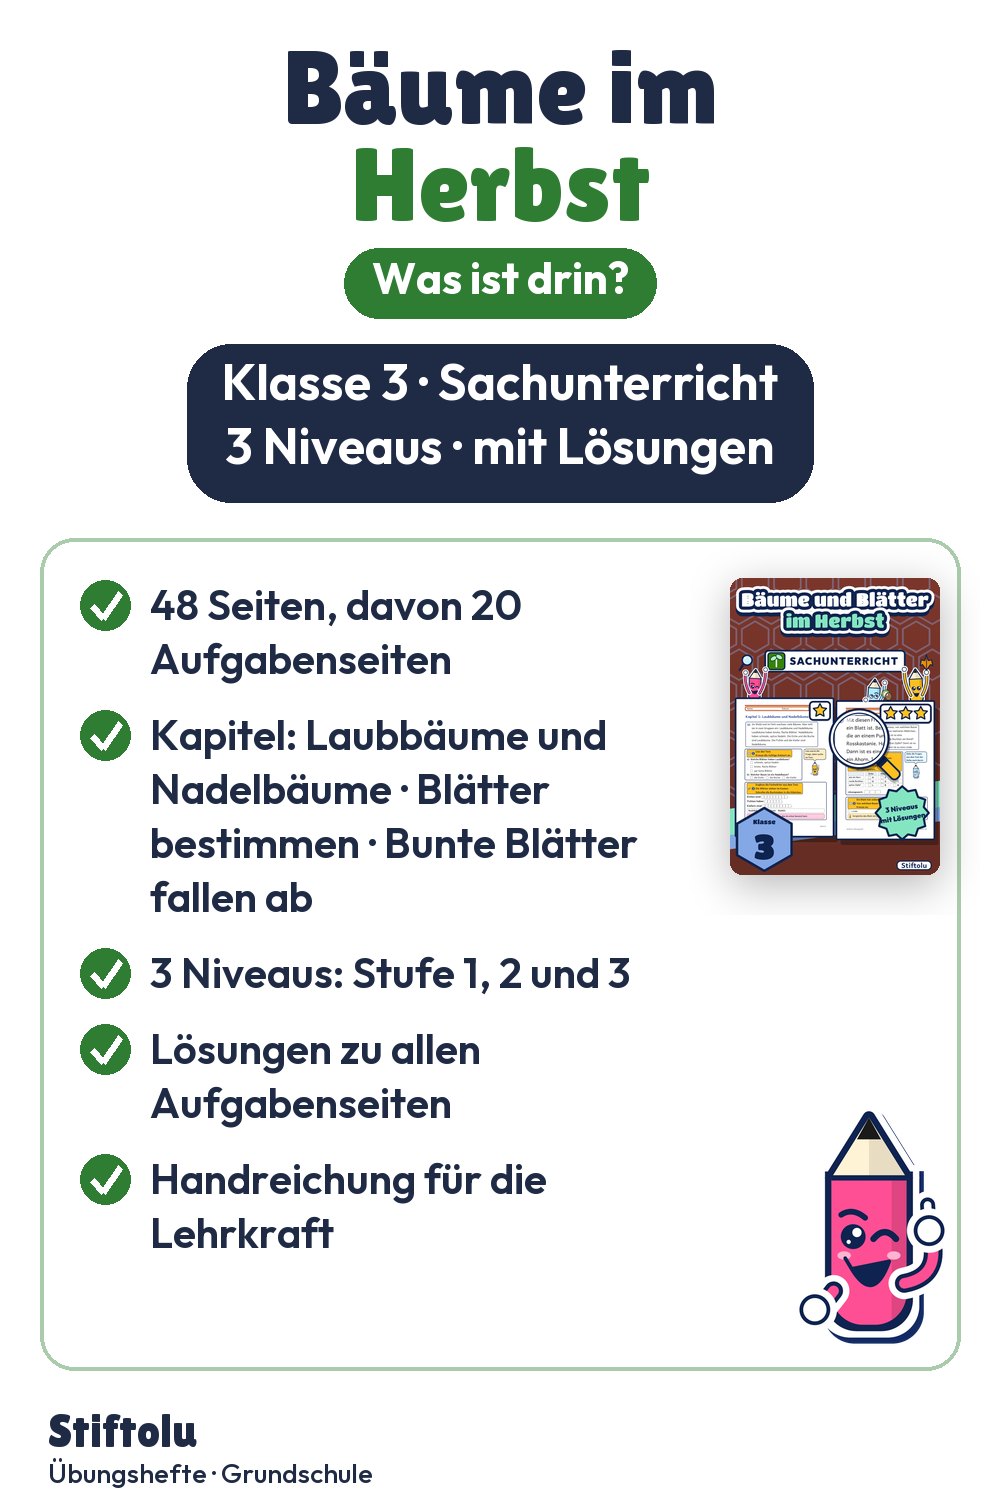 Bäume im
Herbst
Was ist drin?
Klasse 3 · Sachunterricht
3 Niveaus · mit Lösungen
48 Seiten, davon 20
Aufgabenseiten
Kapitel: Laubbäume und
Nadelbäume · Blätter
bestimmen · Bunte Blätter
fallen ab
3 Niveaus: Stufe 1, 2 und 3
Lösungen zu allen
Aufgabenseiten
Handreichung für die
Lehrkraft
Bäume und Blätter
im Herbst
SACHUNTERRICHT
Klasse
3
3 Niveaus
mit Lösungen
Stiftolu
Stiftolu
Übungshefte · Grundschule